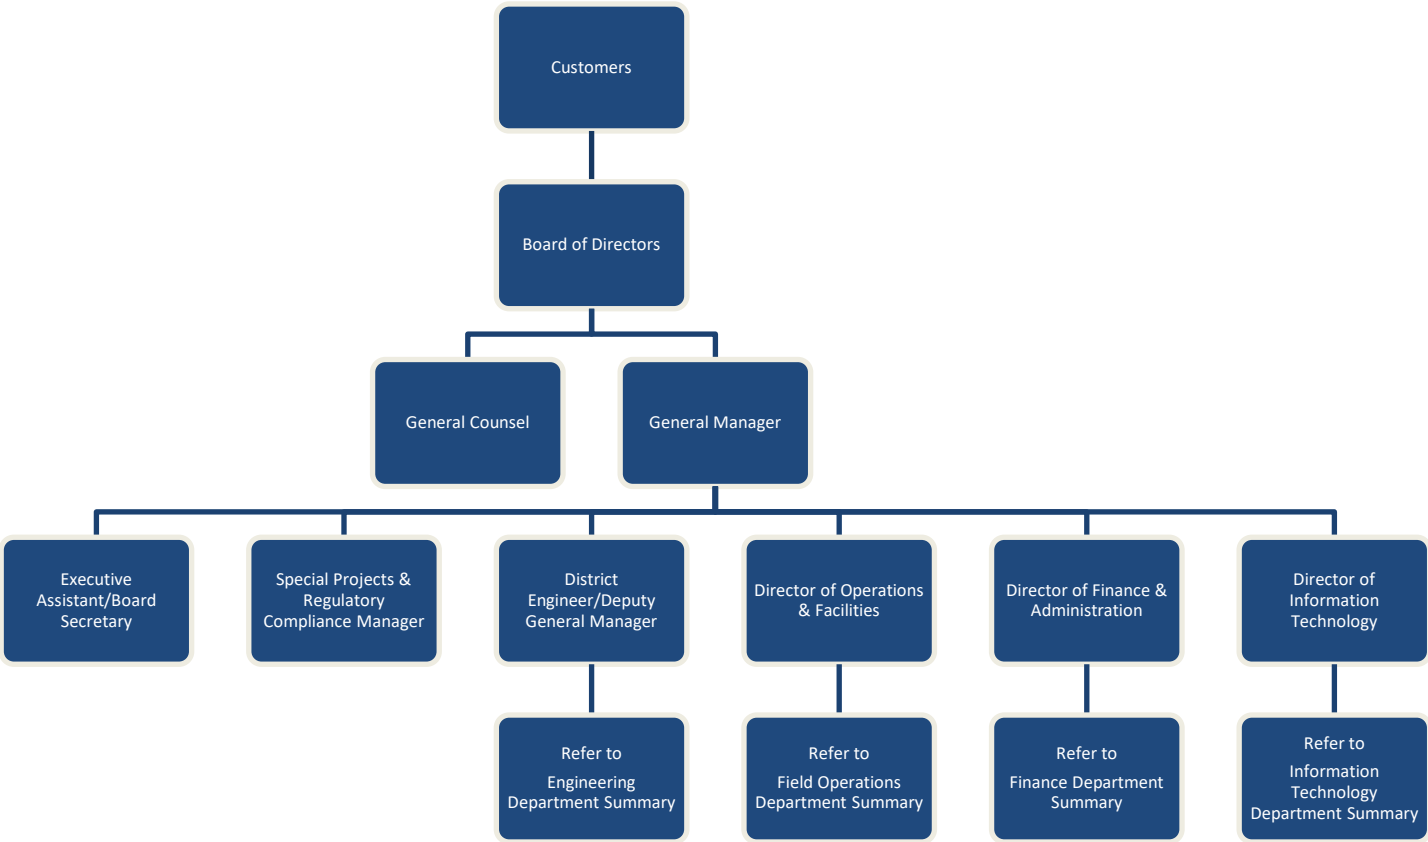 Customers
Board of Directors
General Counsel
General Manager
Executive
Assistant/Board
Secretary
Special Projects &
Regulatory
Compliance Manager
District
Engineer/Deputy
General Manager
Director of Operations
& Facilities
Director of Finance &
Administration
Director of
Information
Technology
Refer to
Engineering
Department Summary
Refer to
Field Operations
Department Summary
Refer to
Finance Department
Summary
Refer to
Information
Technology
Department Summary